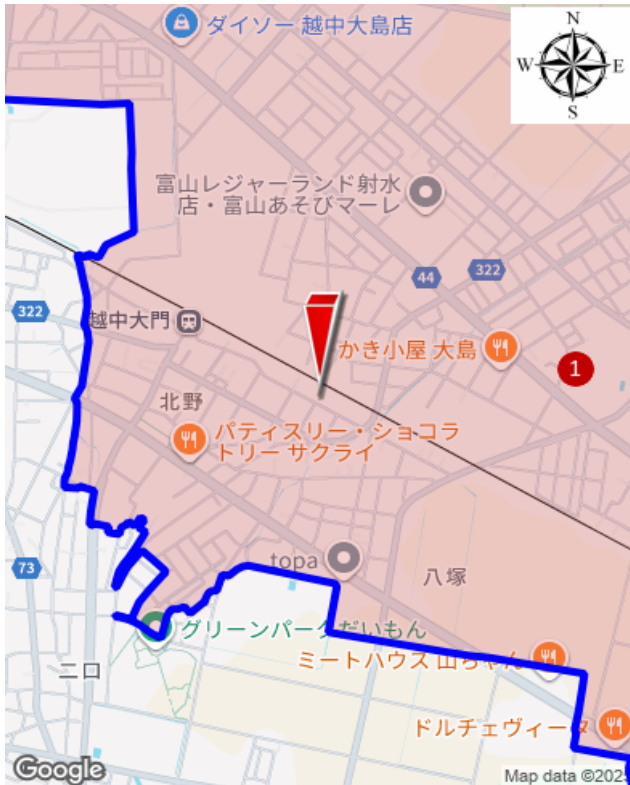 ダイソー 越中大島店
N
W
E
S
富山レジャーランド射水
店・富山あそびマーレ
44
322
322
越中大門
かき小屋 大島
1
北野
パティスリー・ショコラ
トリー サクライ
topa
八塚
73
グリーンパークだいもん
ミートハウス 山ちゃん
二口
ドルチェヴィータ
Google
Map data ©2025